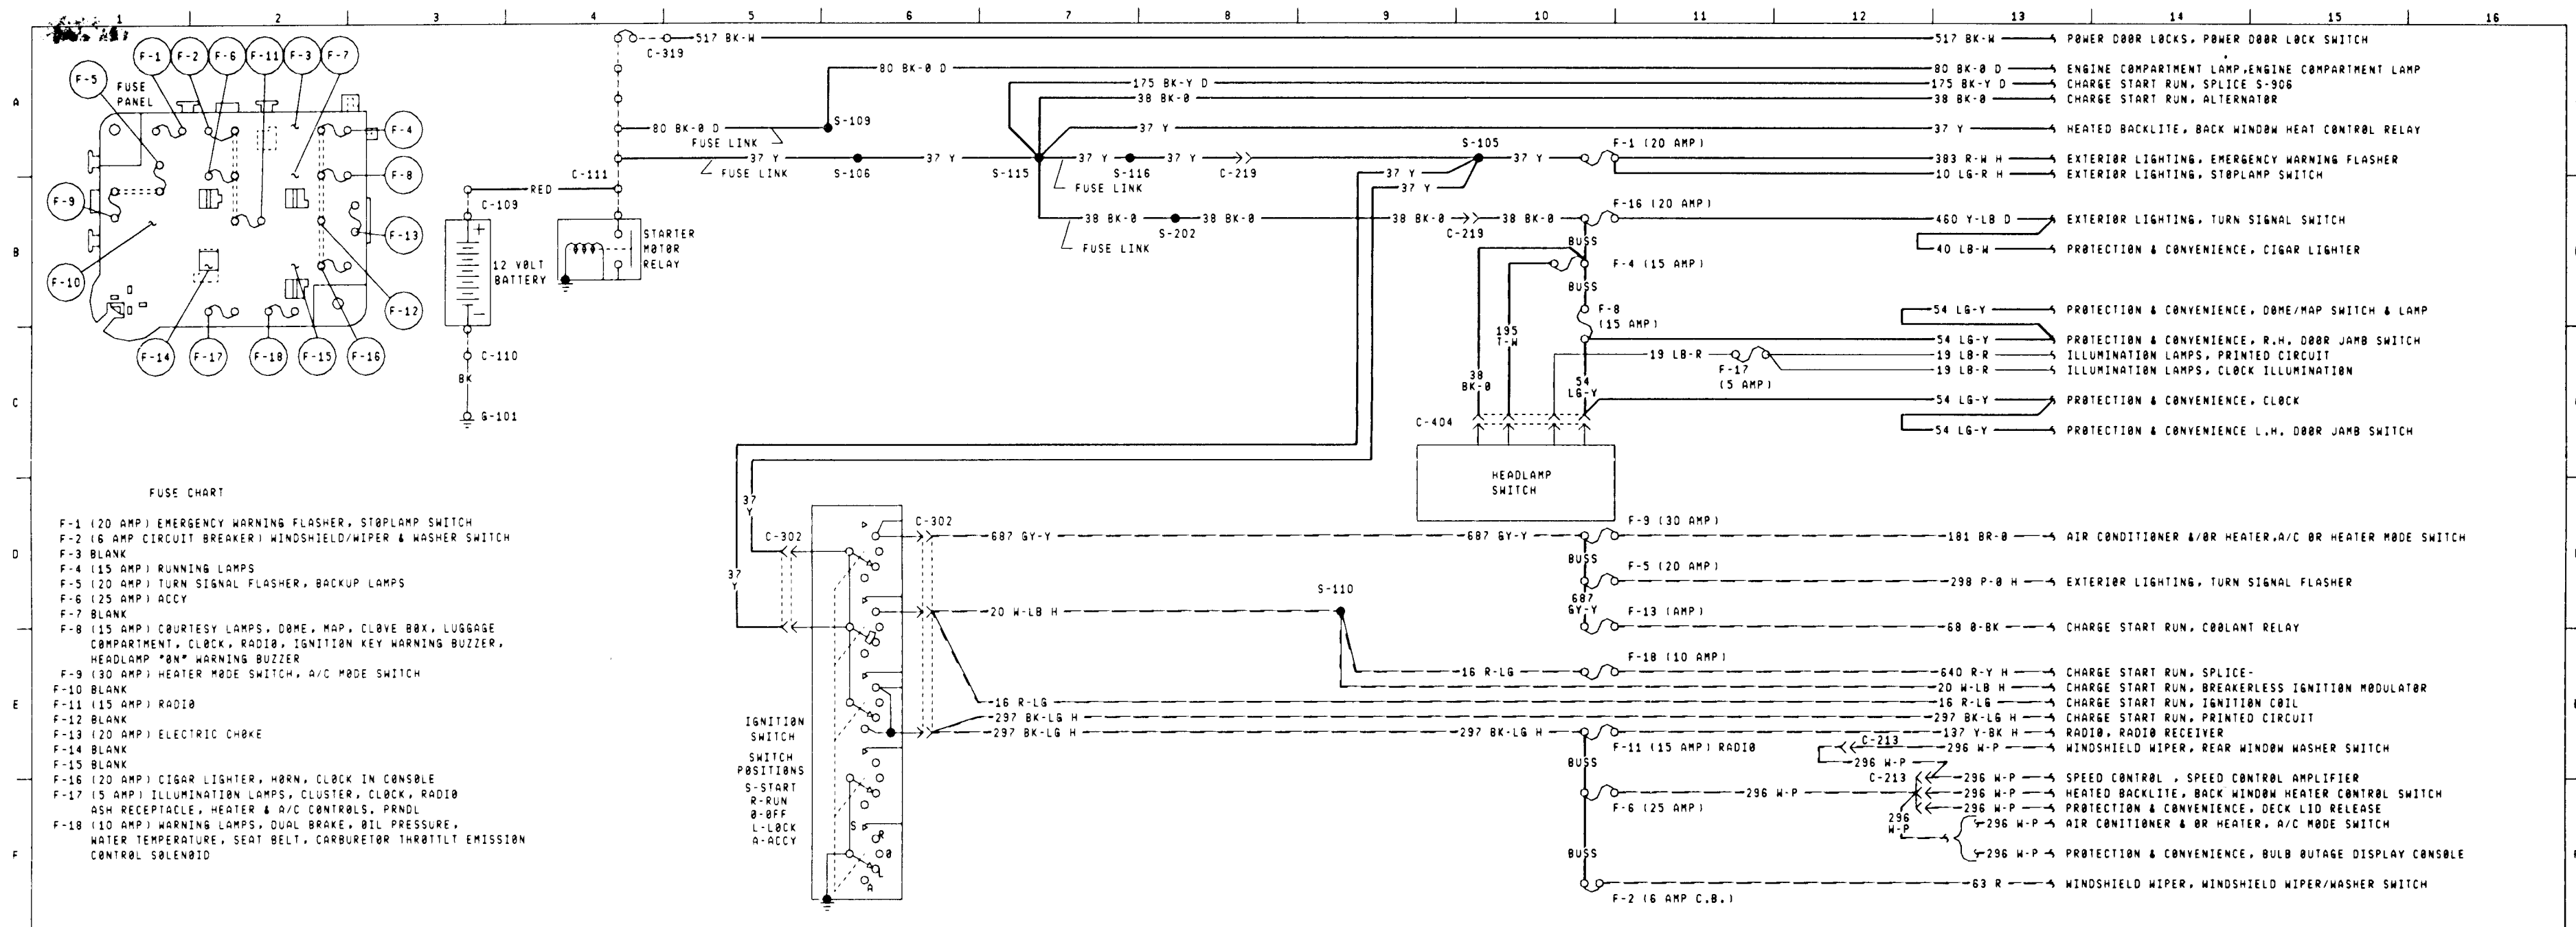 1 2 3 4 5 6 7 8 9 10 11 12 13 14 15 16
A
B
C
D
E
F
F-1 F-2 F-6 F-11 F-3 F-7
F-5
FUSE
PANEL
F-4
F-8
F-9
F-13
F-10
F-12
F-14 F-17 F-18 F-15 F-16
C-319
517 BK-W
517 BK-W POWER DOOR LOCKS, POWER DOOR LOCK SWITCH
80 BK-O D
80 BK-O D ENGINE COMPARTMENT LAMP,ENGINE COMPARTMENT LAMP
175 BK-Y D
175 BK-Y D CHARGE START RUN, SPLICE S-906
38 BK-O
38 BK-O CHARGE START RUN, ALTERNATOR
80 BK-O D
FUSE LINK
S-109
37 Y
37 Y HEATED BACKLITE, BACK WINDOW HEAT CONTROL RELAY
37 Y
FUSE LINK
S-106
37 Y
S-115
37 Y
FUSE LINK
S-116
37 Y
C-219
S-105
37 Y
F-1 (20 AMP)
383 R-W H EXTERIOR LIGHTING, EMERGENCY WARNING FLASHER
10 LG-R H EXTERIOR LIGHTING, STOPLAMP SWITCH
37 Y
37 Y
C-111
RED
C-109
+
-
12 VOLT
BATTERY
STARTER
MOTOR
RELAY
C-110
BK
G-101
38 BK-O
FUSE LINK
S-202
38 BK-O
38 BK-O
C-219
38 BK-O
F-16 (20 AMP)
460 Y-LB D EXTERIOR LIGHTING, TURN SIGNAL SWITCH
BUSS
40 LB-W PROTECTION & CONVENIENCE, CIGAR LIGHTER
F-4 (15 AMP)
BUSS
F-8
(15 AMP)
54 LG-Y PROTECTION & CONVENIENCE, DOME/MAP SWITCH & LAMP
195
T-W
54 LG-Y PROTECTION & CONVENIENCE, R.H. DOOR JAMB SWITCH
19 LB-R
F-17
(5 AMP)
19 LB-R ILLUMINATION LAMPS, PRINTED CIRCUIT
19 LB-R ILLUMINATION LAMPS, CLOCK ILLUMINATION
38
BK-O
54
LG-Y
54 LG-Y PROTECTION & CONVENIENCE, CLOCK
C-404
54 LG-Y PROTECTION & CONVENIENCE L.H. DOOR JAMB SWITCH
HEADLAMP
SWITCH
FUSE CHART
F-1 (20 AMP) EMERGENCY WARNING FLASHER, STOPLAMP SWITCH
F-2 (6 AMP CIRCUIT BREAKER) WINDSHIELD/WIPER & WASHER SWITCH
F-3 BLANK
F-4 (15 AMP) RUNNING LAMPS
F-5 (20 AMP) TURN SIGNAL FLASHER, BACKUP LAMPS
F-6 (25 AMP) ACCY
F-7 BLANK
F-8 (15 AMP) COURTESY LAMPS, DOME, MAP, CLOVE BOX, LUGGAGE
COMPARTMENT, CLOCK, RADIO, IGNITION KEY WARNING BUZZER,
HEADLAMP "ON" WARNING BUZZER
F-9 (30 AMP) HEATER MODE SWITCH, A/C MODE SWITCH
F-10 BLANK
F-11 (15 AMP) RADIO
F-12 BLANK
F-13 (20 AMP) ELECTRIC CHOKE
F-14 BLANK
F-15 BLANK
F-16 (20 AMP) CIGAR LIGHTER, HORN, CLOCK IN CONSOLE
F-17 (5 AMP) ILLUMINATION LAMPS, CLUSTER, CLOCK, RADIO
ASH RECEPTACLE, HEATER & A/C CONTROLS, PRNDL
F-18 (10 AMP) WARNING LAMPS, DUAL BRAKE, OIL PRESSURE,
WATER TEMPERATURE, SEAT BELT, CARBURETOR THROTTLT EMISSION
CONTROL SOLENOID
37
Y
37
Y
C-302
C-302
IGNITION
SWITCH
SWITCH
POSITIONS
S-START
R-RUN
O-OFF
L-LOCK
A-ACCY
S
R
O
L
A
687 GY-Y
687 GY-Y
F-9 (30 AMP)
181 BR-O AIR CONDITIONER &/OR HEATER,A/C OR HEATER MODE SWITCH
BUSS
F-5 (20 AMP)
298 P-O H EXTERIOR LIGHTING, TURN SIGNAL FLASHER
687
GY-Y
F-13 (AMP)
68 O-BK CHARGE START RUN, COOLANT RELAY
20 W-LB H
S-110
16 R-LG
F-18 (10 AMP)
640 R-Y H CHARGE START RUN, SPLICE-
20 W-LB H CHARGE START RUN, BREAKERLESS IGNITION MODULATOR
16 R-LG
16 R-LG CHARGE START RUN, IGNITION COIL
297 BK-LG H
297 BK-LG H CHARGE START RUN, PRINTED CIRCUIT
297 BK-LG H
297 BK-LG H
F-11 (15 AMP) RADIO
137 Y-BK H RADIO, RADIO RECEIVER
C-213
296 W-P WINDSHIELD WIPER, REAR WINDOW WASHER SWITCH
BUSS
296 W-P
C-213
296 W-P SPEED CONTROL , SPEED CONTROL AMPLIFIER
296 W-P
296 W-P HEATED BACKLITE, BACK WINDOW HEATER CONTROL SWITCH
F-6 (25 AMP)
296 W-P PROTECTION & CONVENIENCE, DECK LID RELEASE
296
W-P
296 W-P AIR CONITIONER & OR HEATER, A/C MODE SWITCH
BUSS
296 W-P PROTECTION & CONVENIENCE, BULB OUTAGE DISPLAY CONSOLE
63 R WINDSHIELD WIPER, WINDSHIELD WIPER/WASHER SWITCH
F-2 (6 AMP C.B.)